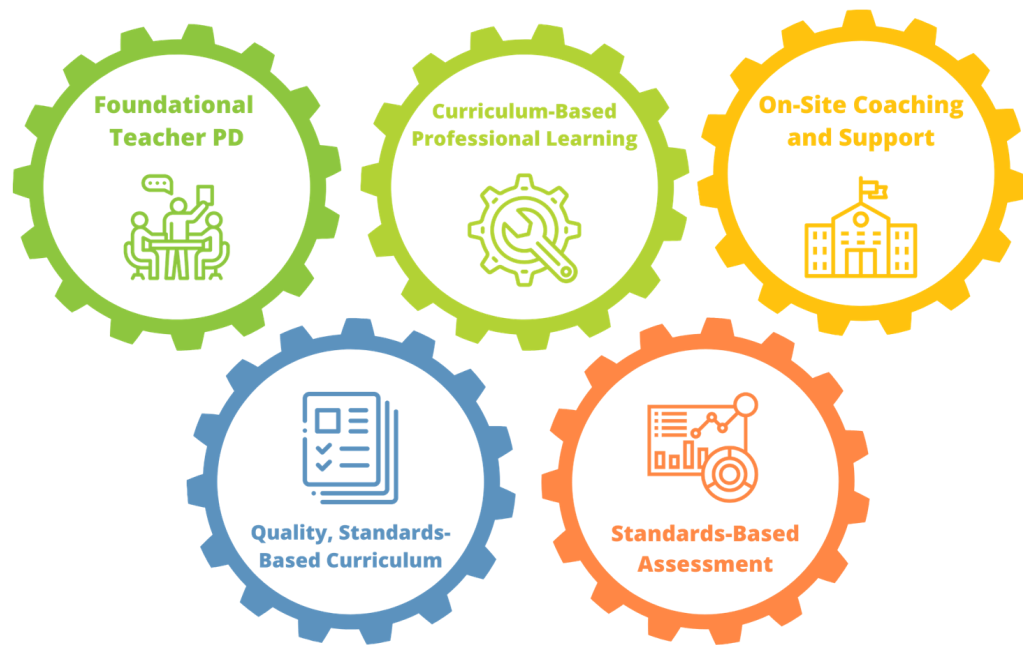 Foundational
Teacher PD
Curriculum-Based
Professional Learning
On-Site Coaching
and Support
Quality, Standards-
Based Curriculum
Standards-Based
Assessment